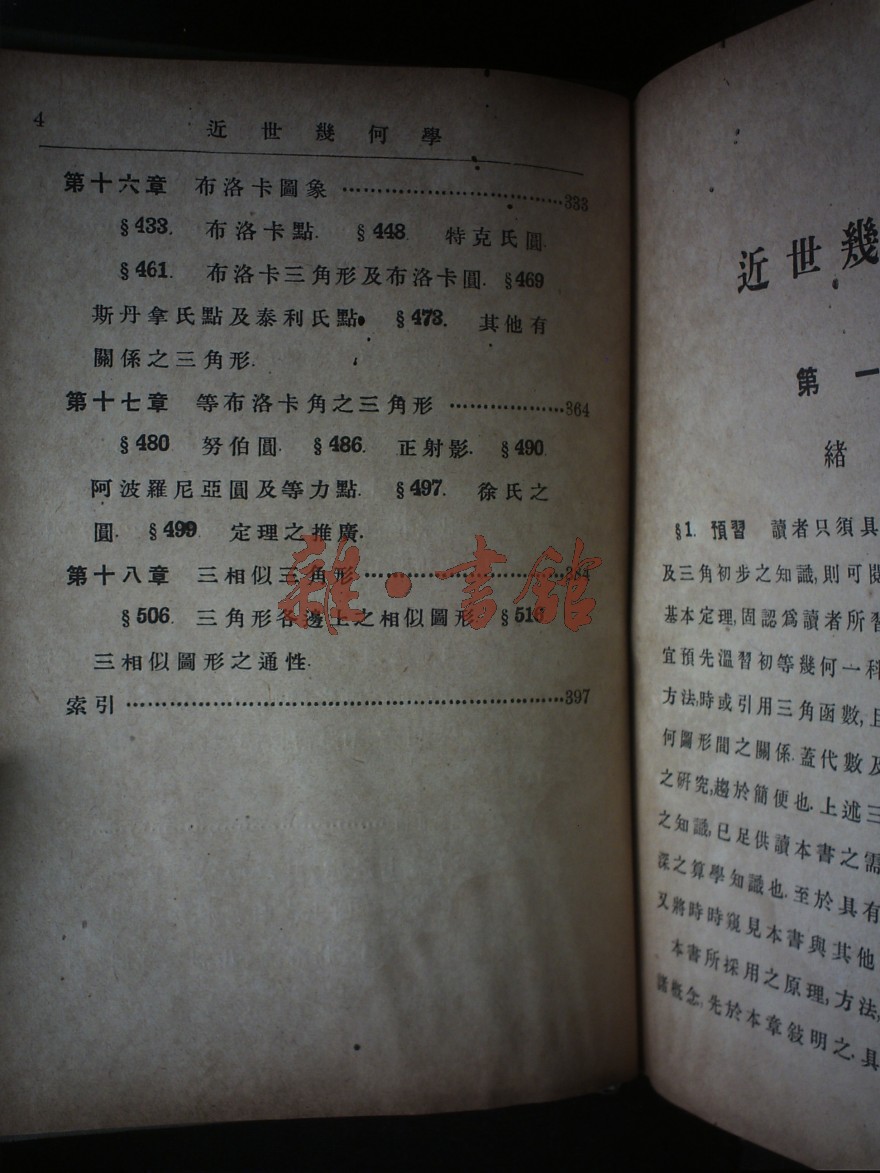 4 近世幾何學
第十六章 布洛卡圖象 ……………………333
§433. 布洛卡點. §448. 特克氏圓.
§461. 布洛卡三角形及布洛卡圓. §469
斯丹拿氏點及泰利氏點. §473. 其他有
關係之三角形.
第十七章 等布洛卡角之三角形 ………………364
§480 努伯圓. §486. 正射影. §490.
阿波羅尼亞圓及等力點. §497. 徐氏之
圓. §499. 定理之推廣.
第十八章 三相似三角形 ……………………384
§506. 三角形各邊上之相似圖形. §516
三相似圖形之通性.
索引 ………………………………………………397
雜·書館
近世幾
第一
緒
§1. 預習 讀者只須具
及三角初步之知識,則可閱
基本定理,固認爲讀者所習
宜預先溫習初等幾何一科
方法,時或引用三角函數,且
何圖形間之關係.蓋代數及
之研究,趨於簡便也.上述三
之知識,已足供讀本書之需
深之算學知識也.至於具有
又將時時窺見本書與其他
本書所採用之原理,方法,
諸概念,先於本章敍明之.具